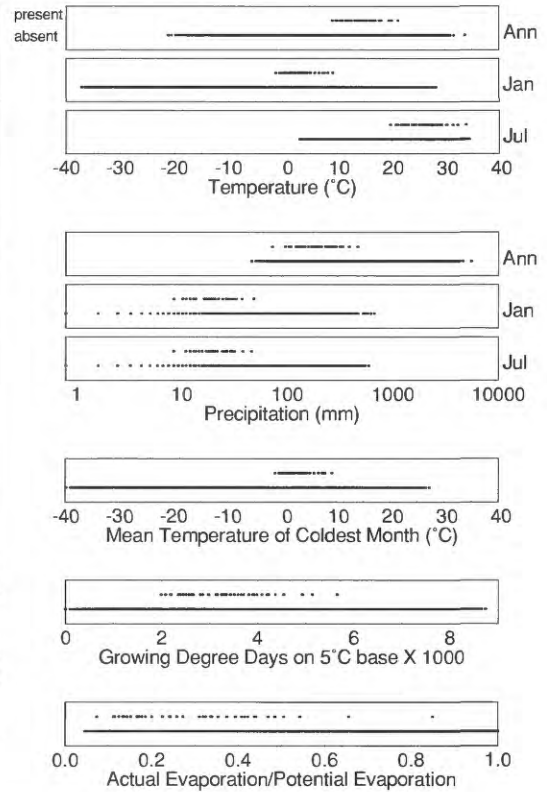 present
absent
Ann
Jan
Jul
-40 -30 -20 -10 0 10 20 30 40
Temperature (°C)
Ann
Jan
Jul
1 10 100 1000 10000
Precipitation (mm)
-40 -30 -20 -10 0 10 20 30 40
Mean Temperature of Coldest Month (°C)
0 2 4 6 8
Growing Degree Days on 5°C base X 1000
0.0 0.2 0.4 0.6 0.8 1.0
Actual Evaporation/Potential Evaporation